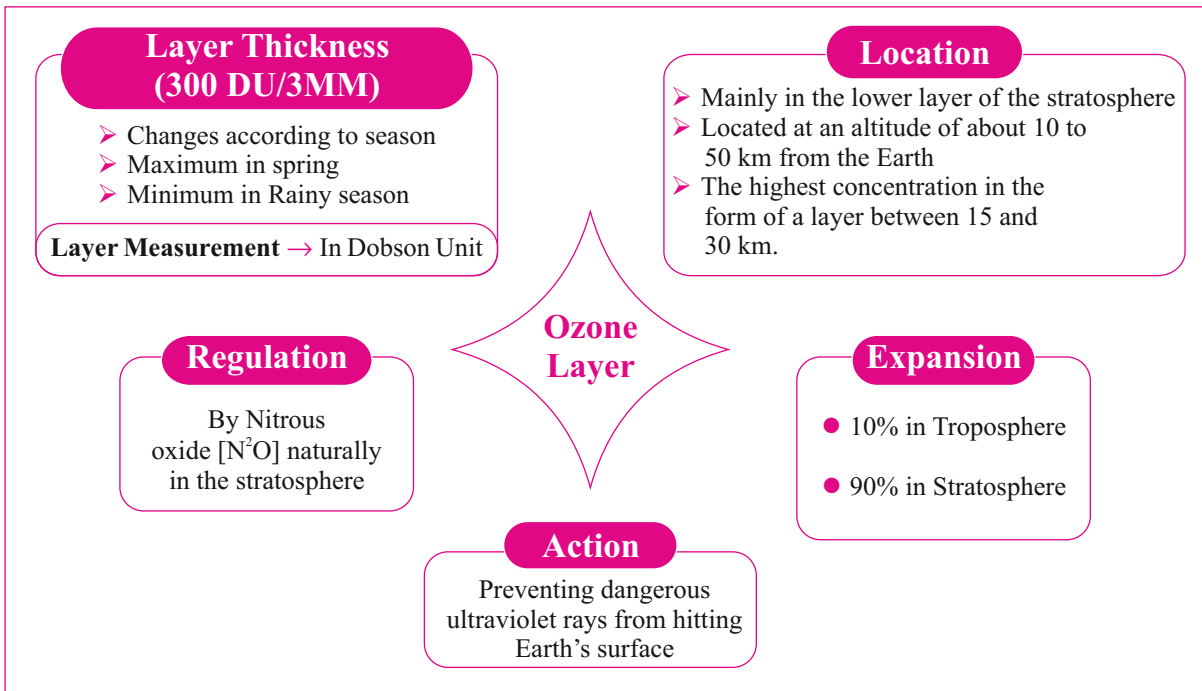 Layer Thickness
(300 DU/3MM)
➢ Changes according to season
➢ Maximum in spring
➢ Minimum in Rainy season
Layer Measurement → In Dobson Unit
Location
➢ Mainly in the lower layer of the stratosphere
➢ Located at an altitude of about 10 to
50 km from the Earth
➢ The highest concentration in the
form of a layer between 15 and
30 km.
Ozone
Layer
Regulation
By Nitrous
oxide [N²O] naturally
in the stratosphere
Expansion
● 10% in Troposphere
● 90% in Stratosphere
Action
Preventing dangerous
ultraviolet rays from hitting
Earth’s surface